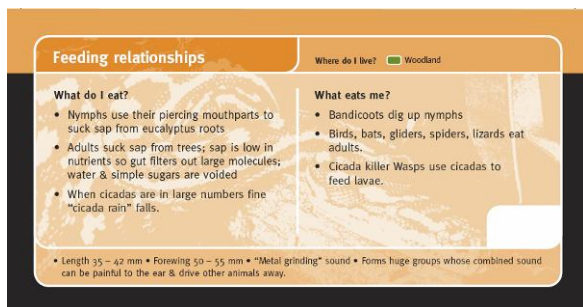 Feeding relationships
Where do I live? Woodland
What do I eat?
• Nymphs use their piercing mouthparts to
suck sap from eucalyptus roots
• Adults suck sap from trees; sap is low in
nutrients so gut filters out large molecules;
water & simple sugars are voided
• When cicadas are in large numbers fine
"cicada rain" falls.
What eats me?
• Bandicoots dig up nymphs
• Birds, bats, gliders, spiders, lizards eat
adults.
• Cicada killer Wasps use cicadas to
feed lavae.
• Length 35 – 42 mm • Forewing 50 – 55 mm • "Metal grinding" sound • Forms huge groups whose combined sound
can be painful to the ear & drive other animals away.